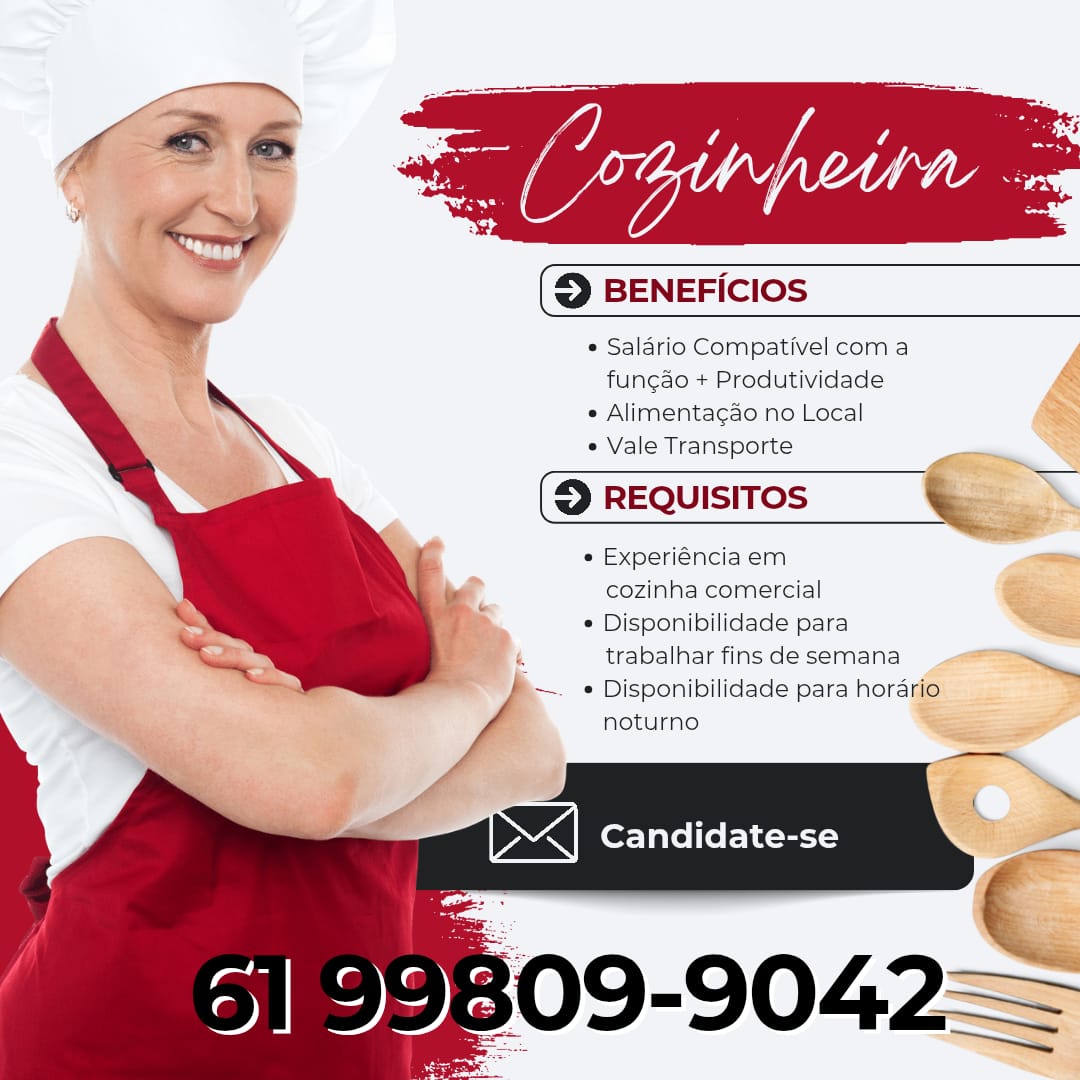 Cozinheira
BENEFÍCIOS
• Salário Compatível com a
função + Produtividade
• Alimentação no Local
• Vale Transporte
REQUISITOS
• Experiência em
cozinha comercial
• Disponibilidade para
trabalhar fins de semana
• Disponibilidade para horário
noturno
Candidate-se
61 99809-9042